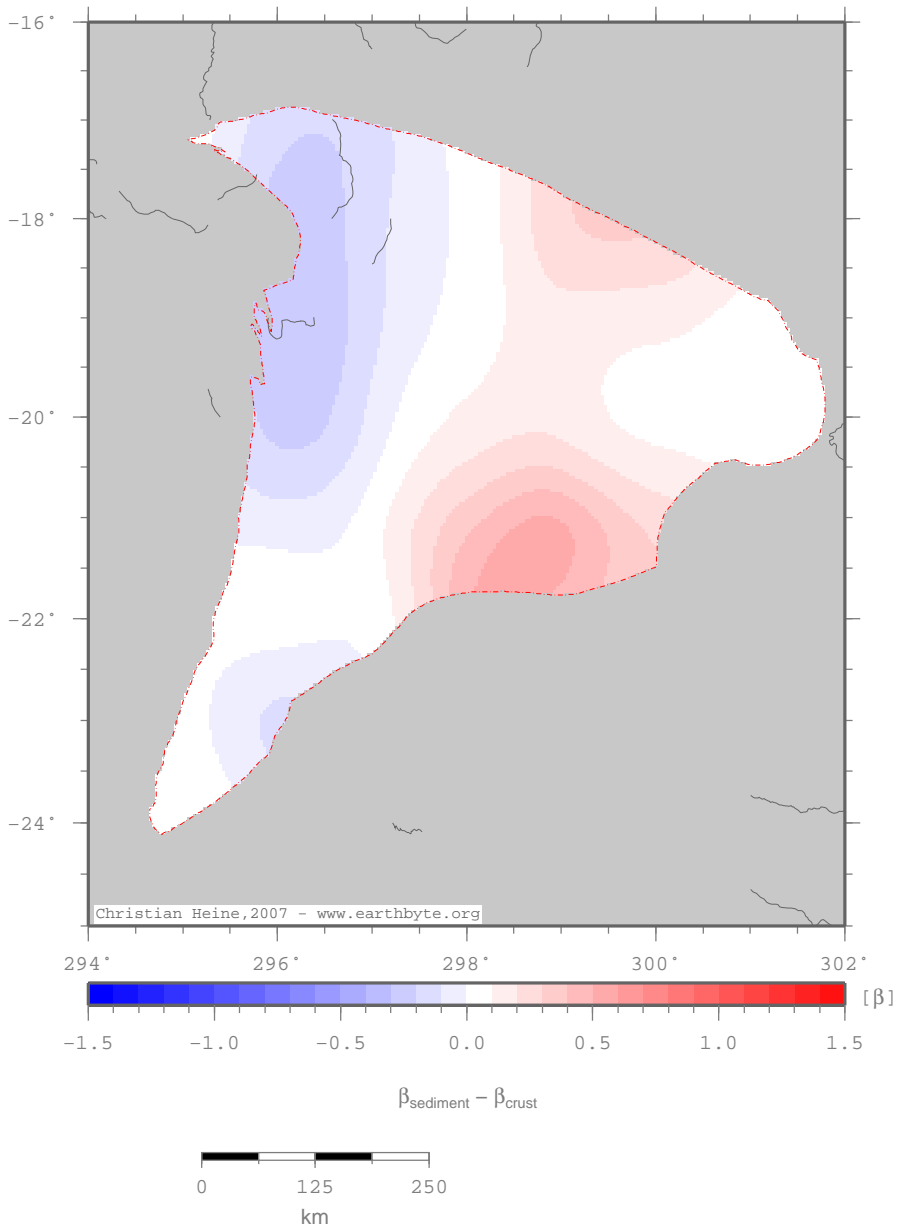 -16°
-18°
-20°
-22°
-24°
Christian Heine,2007 - www.earthbyte.org
294° 296° 298° 300° 302°
[β]
-1.5 -1.0 -0.5 0.0 0.5 1.0 1.5
βsediment – βcrust
0 125 250
km